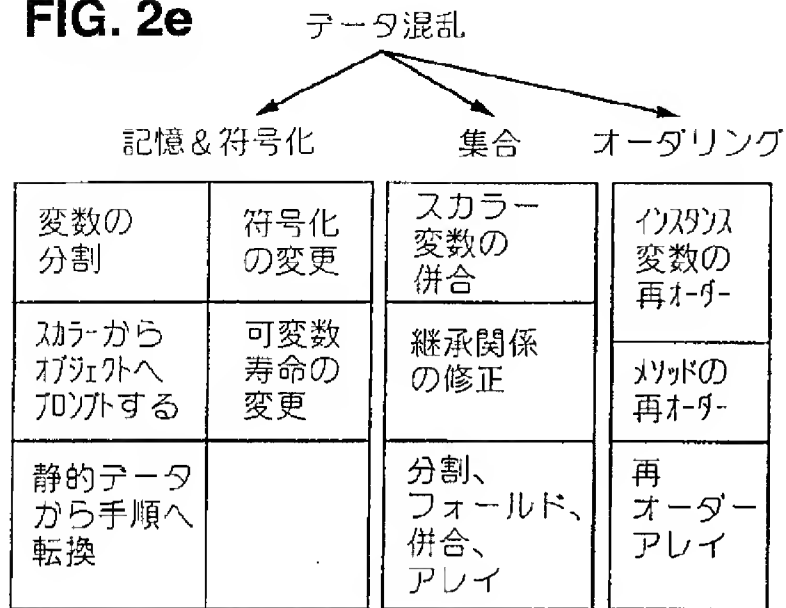 FIG. 2e
データ混乱
記憶&符号化
集合
オーダリング
変数の
分割
符号化
の変更
スカラー
変数の
併合
インスタンス
変数の
再オーダー
スカラーから
オブジェクトへ
プロンプトする
可変数
寿命の
変更
継承関係
の修正
メソッドの
再オーダー
静的データ
から手順へ
転換
分割、
フォールド、
併合、
アレイ
再
オーダー
アレイ